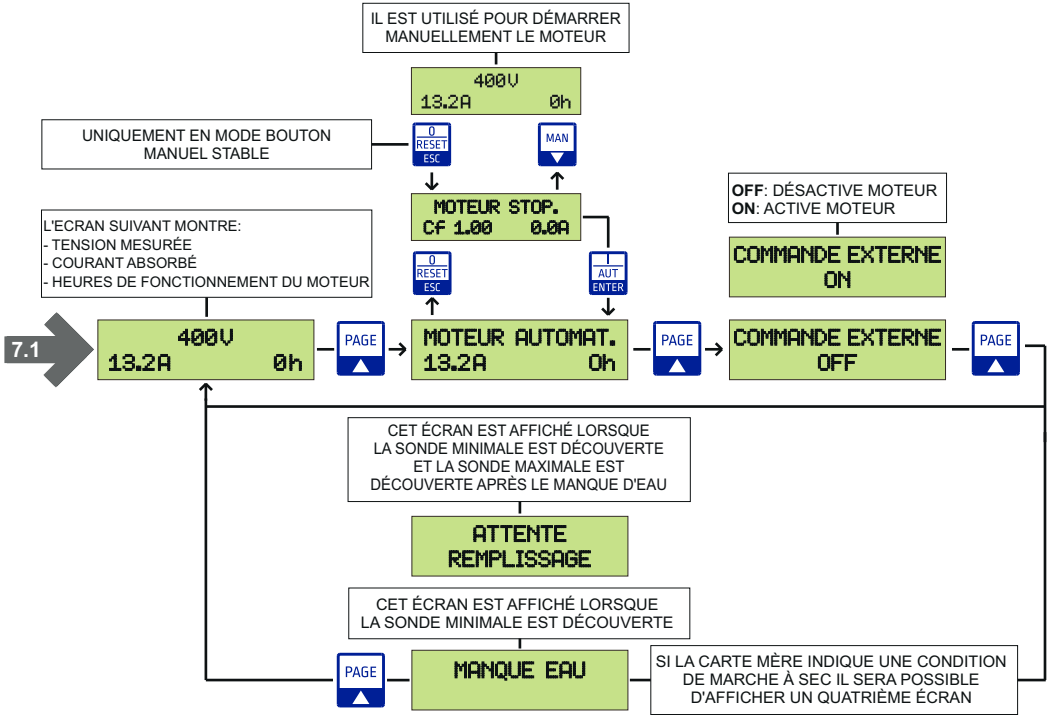 IL EST UTILISÉ POUR DÉMARRER
MANUELLEMENT LE MOTEUR
400V
13.2A 0h
UNIQUEMENT EN MODE BOUTON
MANUEL STABLE
0
RESET
ESC
MAN
MOTEUR STOP.
Cf 1.00 0.0A
OFF: DÉSACTIVE MOTEUR
ON: ACTIVE MOTEUR
L'ECRAN SUIVANT MONTRE:
- TENSION MESURÉE
- COURANT ABSORBÉ
- HEURES DE FONCTIONNEMENT DU MOTEUR
0
RESET
ESC
I
AUT
ENTER
COMMANDE EXTERNE
ON
7.1
400V
13.2A 0h
PAGE
MOTEUR AUTOMAT.
13.2A 0h
PAGE
COMMANDE EXTERNE
OFF
PAGE
CET ÉCRAN EST AFFICHÉ LORSQUE
LA SONDE MINIMALE EST DÉCOUVERTE
ET LA SONDE MAXIMALE EST
DÉCOUVERTE APRÈS LE MANQUE D'EAU
ATTENTE
REMPLISSAGE
CET ÉCRAN EST AFFICHÉ LORSQUE
LA SONDE MINIMALE EST DÉCOUVERTE
PAGE
MANQUE EAU
SI LA CARTE MÈRE INDIQUE UNE CONDITION
DE MARCHE À SEC IL SERA POSSIBLE
D'AFFICHER UN QUATRIÈME ÉCRAN